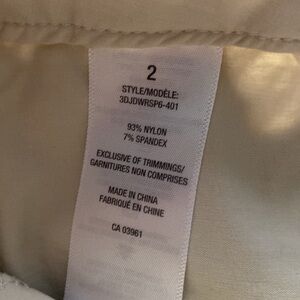 2
STYLE/MODÈLE:
3DJDWRSP6-401
93% NYLON
7% SPANDEX
EXCLUSIVE OF TRIMMINGS/
GARNITURES NON COMPRISES
MADE IN CHINA
FABRIQUÉ EN CHINE
CA 03961